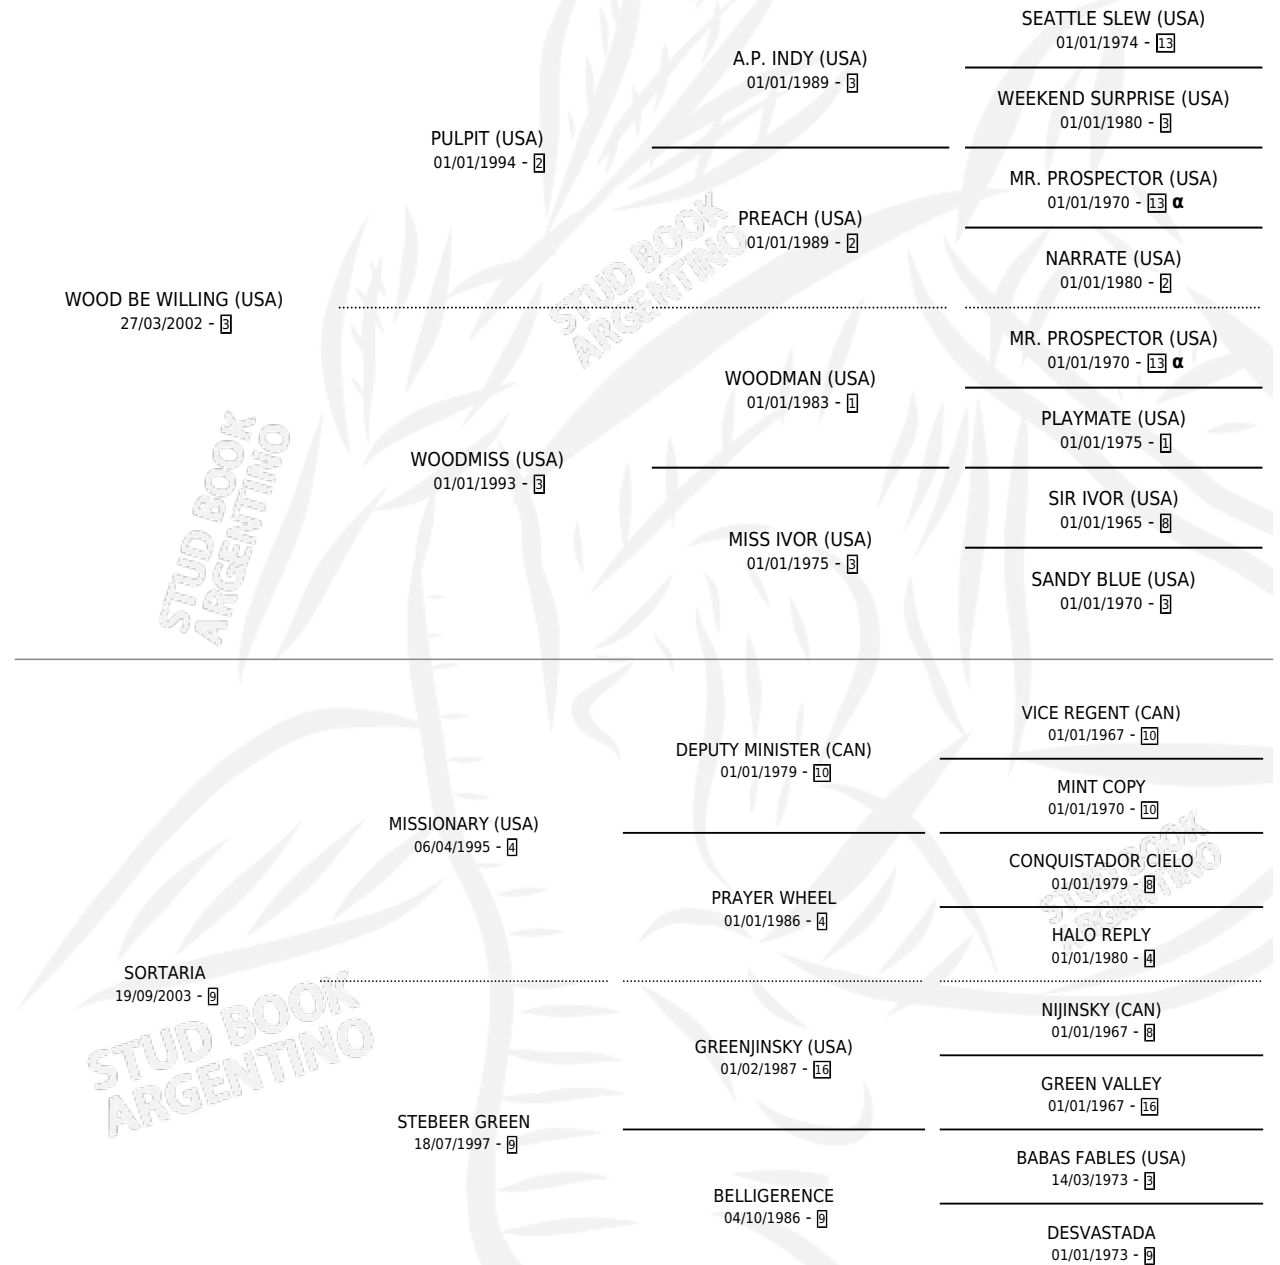 SEATTLE SLEW (USA)
01/01/1974 - 13
A.P. INDY (USA)
01/01/1989 - 3
WEEKEND SURPRISE (USA)
01/01/1980 - 3
PULPIT (USA)
01/01/1994 - 2
MR. PROSPECTOR (USA)
01/01/1970 - 13 α
PREACH (USA)
01/01/1989 - 2
NARRATE (USA)
01/01/1980 - 2
WOOD BE WILLING (USA)
27/03/2002 - 3
MR. PROSPECTOR (USA)
01/01/1970 - 13 α
WOODMAN (USA)
01/01/1983 - 1
PLAYMATE (USA)
01/01/1975 - 1
WOODMISS (USA)
01/01/1993 - 3
SIR IVOR (USA)
01/01/1965 - 8
MISS IVOR (USA)
01/01/1975 - 3
SANDY BLUE (USA)
01/01/1970 - 3
STUD BOOK
ARGENTINO
STUD BOOK
ARGENTINO
VICE REGENT (CAN)
01/01/1967 - 10
DEPUTY MINISTER (CAN)
01/01/1979 - 10
MINT COPY
01/01/1970 - 10
MISSIONARY (USA)
06/04/1995 - 4
CONQUISTADOR CIELO
01/01/1979 - 8
PRAYER WHEEL
01/01/1986 - 4
HALO REPLY
01/01/1980 - 4
SORTARIA
19/09/2003 - 9
NIJINSKY (CAN)
01/01/1967 - 8
GREENJINSKY (USA)
01/02/1987 - 16
GREEN VALLEY
01/01/1967 - 16
STEBEER GREEN
18/07/1997 - 9
BABAS FABLES (USA)
14/03/1973 - 3
BELLIGERENCE
04/10/1986 - 9
DESVASTADA
01/01/1973 - 9
STUD BOOK
ARGENTINO
STUD BOOK
ARGENTINO